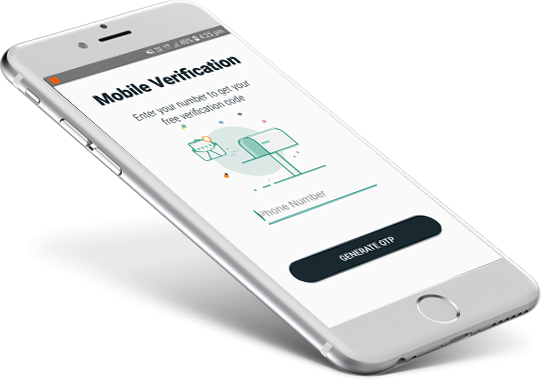 40% 4:25 pm
Mobile Verification
Enter your number to get your
free verification code
Phone Number
GENERATE OTP